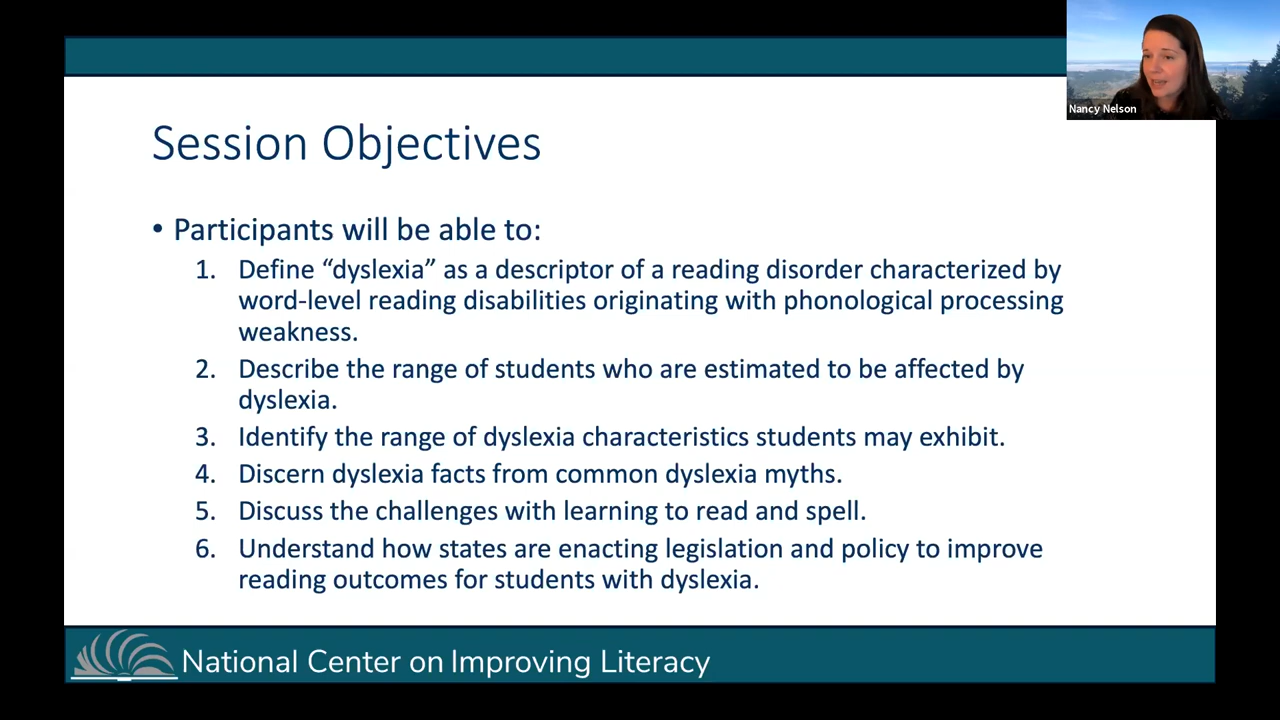 Nancy Nelson
Session Objectives
• Participants will be able to:
1. Define “dyslexia” as a descriptor of a reading disorder characterized by
word-level reading disabilities originating with phonological processing
weakness.
2. Describe the range of students who are estimated to be affected by
dyslexia.
3. Identify the range of dyslexia characteristics students may exhibit.
4. Discern dyslexia facts from common dyslexia myths.
5. Discuss the challenges with learning to read and spell.
6. Understand how states are enacting legislation and policy to improve
reading outcomes for students with dyslexia.
National Center on Improving Literacy